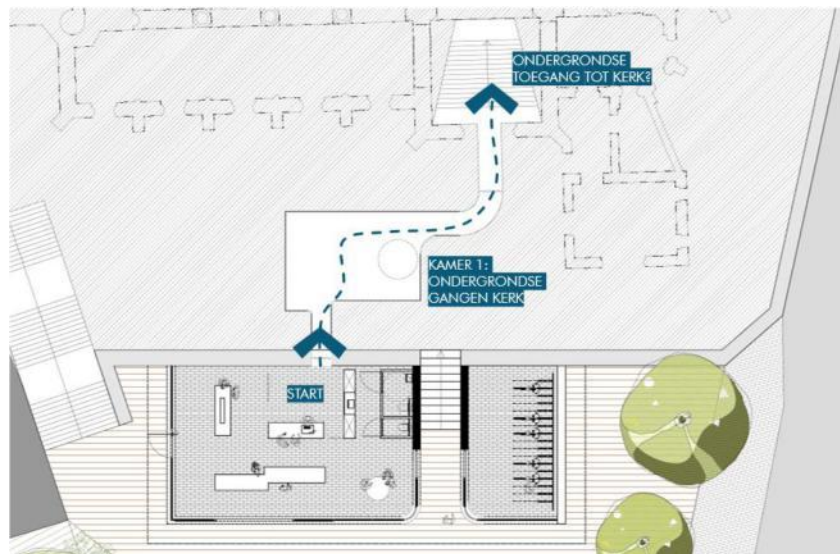 ONDERGRONDSE
TOEGANG TOT KERK?
KAMER 1:
ONDERGRONDSE
GANGEN KERK
START